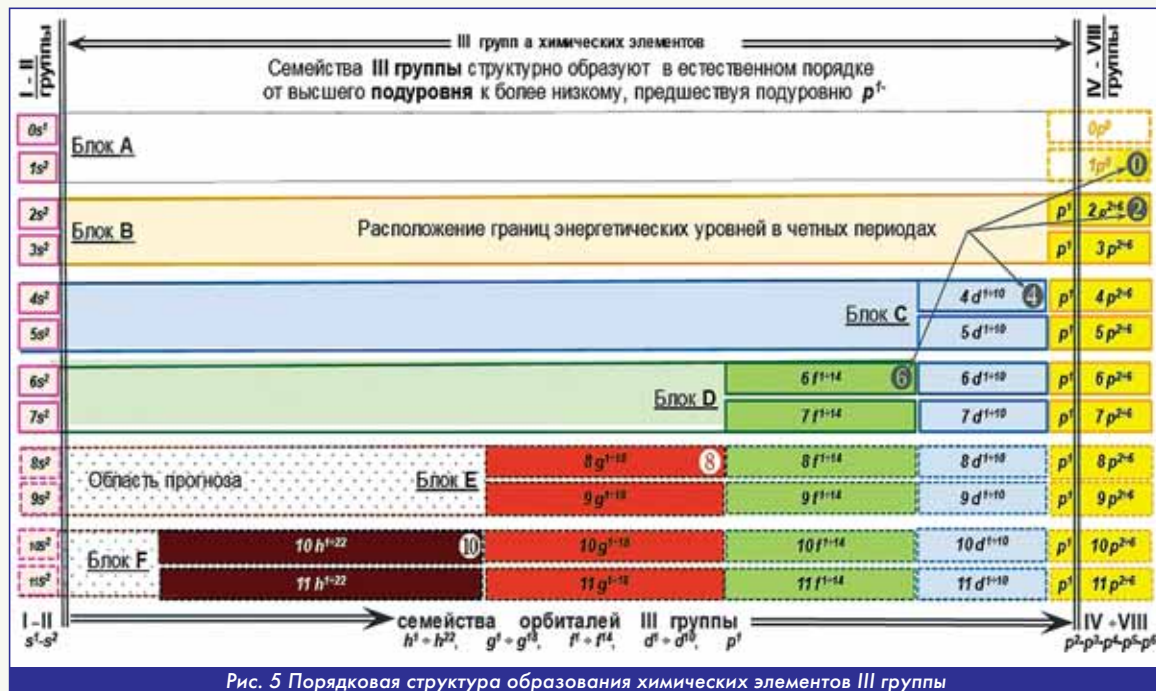 I - II группы
III групп а химических элементов
IV - VIII группы
Семейства III группы структурно образуют в естественном порядке
от высшего подуровня к более низкому, предшествуя подуровню p¹-
0s¹
Блок А
0p⁰
1s²
1p⁰
2s²
Блок В
Расположение границ энергетических уровней в четных периодах
p¹ 2p²÷⁶ 2
3s²
p¹ 3p²÷⁶
4s²
Блок С
4d¹÷¹⁰ 4
p¹ 4p²÷⁶
5s²
5d¹÷¹⁰
p¹ 5p²÷⁶
6s²
Блок D
6f¹÷¹⁴ 6
6d¹÷¹⁰
p¹ 6p²÷⁶
7s²
7f¹÷¹⁴
7d¹÷¹⁰
p¹ 7p²÷⁶
8s²
Область прогноза
Блок Е
8g¹÷¹⁸ 8
8f¹÷¹⁴
8d¹÷¹⁰
p¹ 8p²÷⁶
9s²
9g¹÷¹⁸
9f¹÷¹⁴
9d¹÷¹⁰
p¹ 9p²÷⁶
10s²
Блок F
10h¹÷²² 10
10g¹÷¹⁸
10f¹÷¹⁴
10d¹÷¹⁰
p¹ 10p²÷⁶
11s²
11h¹÷²²
11g¹÷¹⁸
11f¹÷¹⁴
11d¹÷¹⁰
p¹ 11p²÷⁶
I - II
s¹-s²
семейства орбиталей III группы
h¹ ÷ h²², g¹ ÷ g¹⁸, f¹ ÷ f¹⁴, d¹ ÷ d¹⁰, p¹
IV ÷VIII
p²-p³-p⁴-p⁵-p⁶
Рис. 5 Порядковая структура образования химических элементов III группы